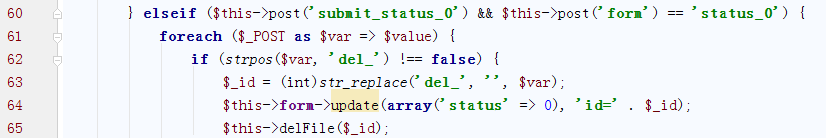 60 } elseif ($this->post('submit_status_0') && $this->post('form') == 'status_0') {
61 foreach ($_POST as $var => $value) {
62 if (strpos($var, 'del_') !== false) {
63 $_id = (int)str_replace('del_', '', $var);
64 $this->form->update(array('status' => 0), 'id=' . $_id);
65 $this->delFile($_id);